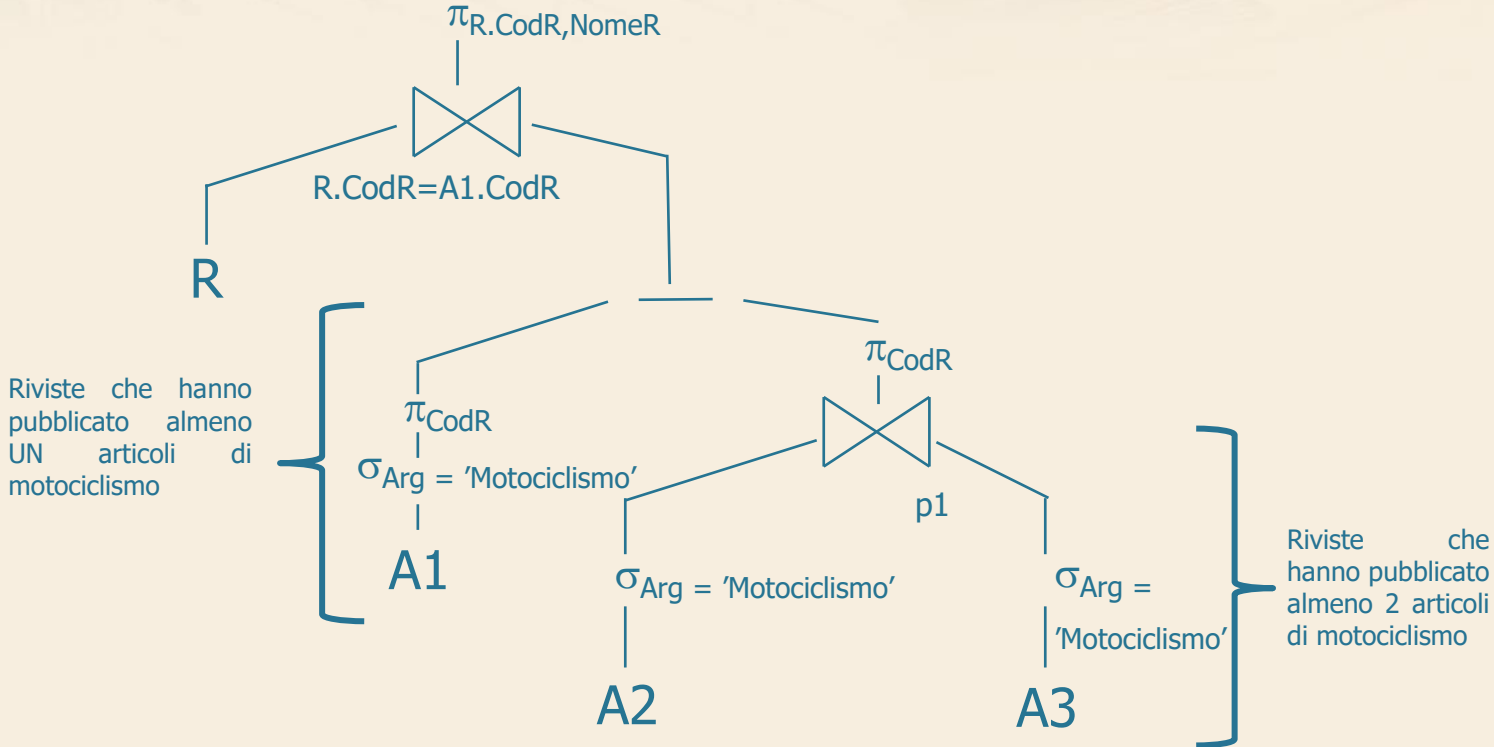 πR.CodR,NomeR
R.CodR=A1.CodR
R
Riviste che hanno
pubblicato almeno
UN articoli di
motociclismo
πCodR
σArg = ’Motociclismo’
A1
πCodR
p1
σArg = ’Motociclismo’
A2
σArg =
’Motociclismo’
A3
Riviste che
hanno pubblicato
almeno 2 articoli
di motociclismo